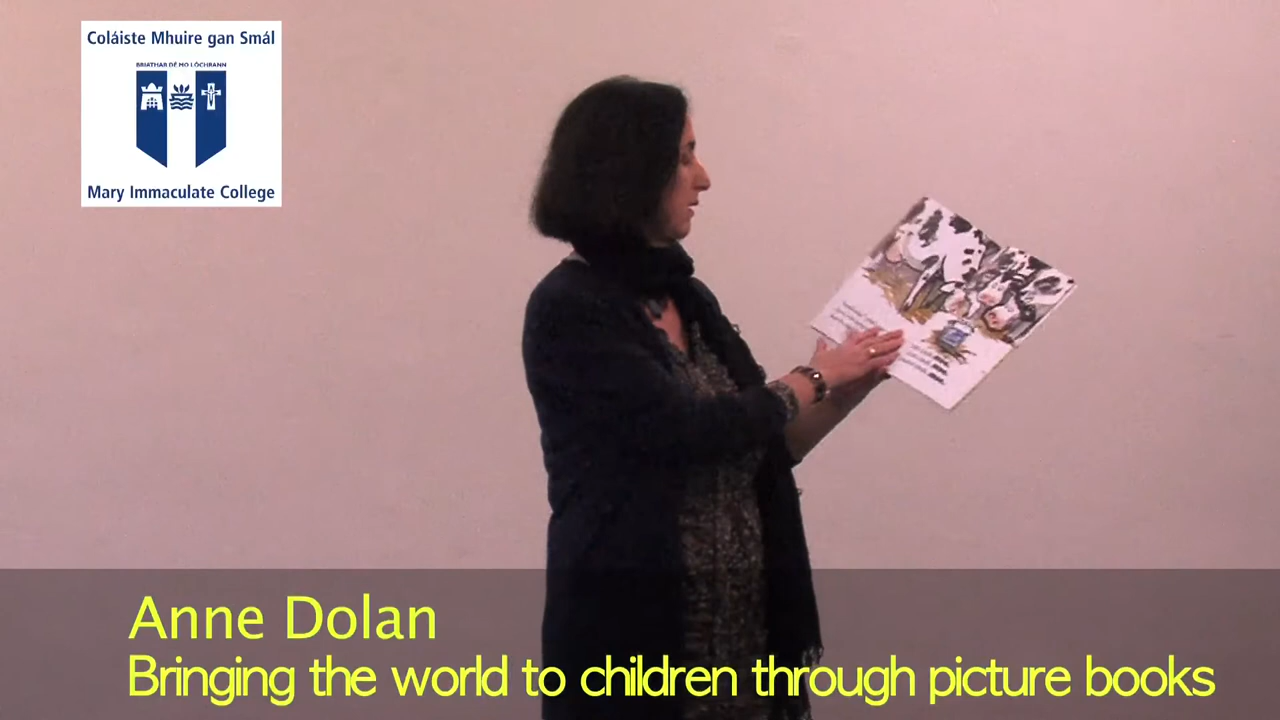 Coláiste Mhuire gan Smál
BRIATHAR DÉ MO LÓCHRANN
Mary Immaculate College
Anne Dolan
Bringing the world to children through picture books